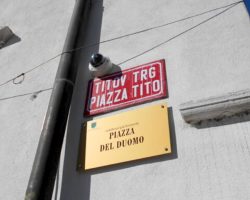 TITOV TRG
PIAZZA TITO
PIAZZA
DEL DUOMO